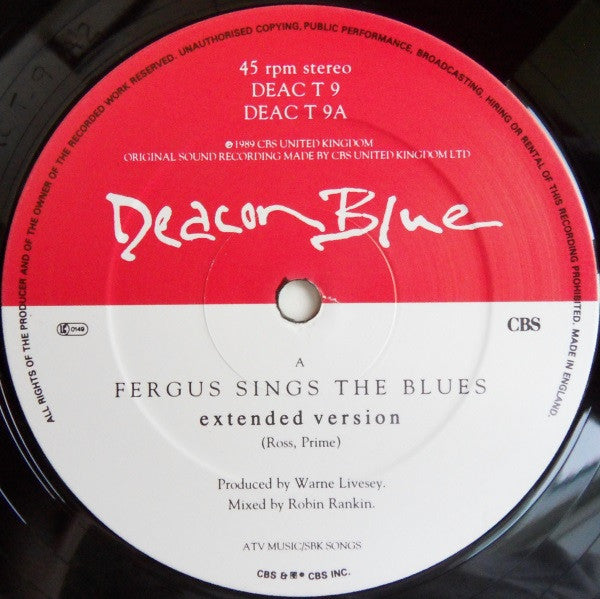 ALL RIGHTS OF THE PRODUCER AND OF THE OWNER OF THE RECORDED WORK RESERVED. UNAUTHORISED COPYING, PUBLIC PERFORMANCE, BROADCASTING, HIRING OR RENTAL OF THIS RECORDING PROHIBITED. MADE IN ENGLAND.
45 rpm stereo
DEAC T 9
DEAC T 9A
℗ 1989 CBS UNITED KINGDOM
ORIGINAL SOUND RECORDING MADE BY CBS UNITED KINGDOM LTD
Deacon Blue
LC 0149
CBS
A
FERGUS SINGS THE BLUES
extended version
(Ross, Prime)
Produced by Warne Livesey.
Mixed by Robin Rankin.
ATV MUSIC/SBK SONGS
CBS & ® CBS INC.